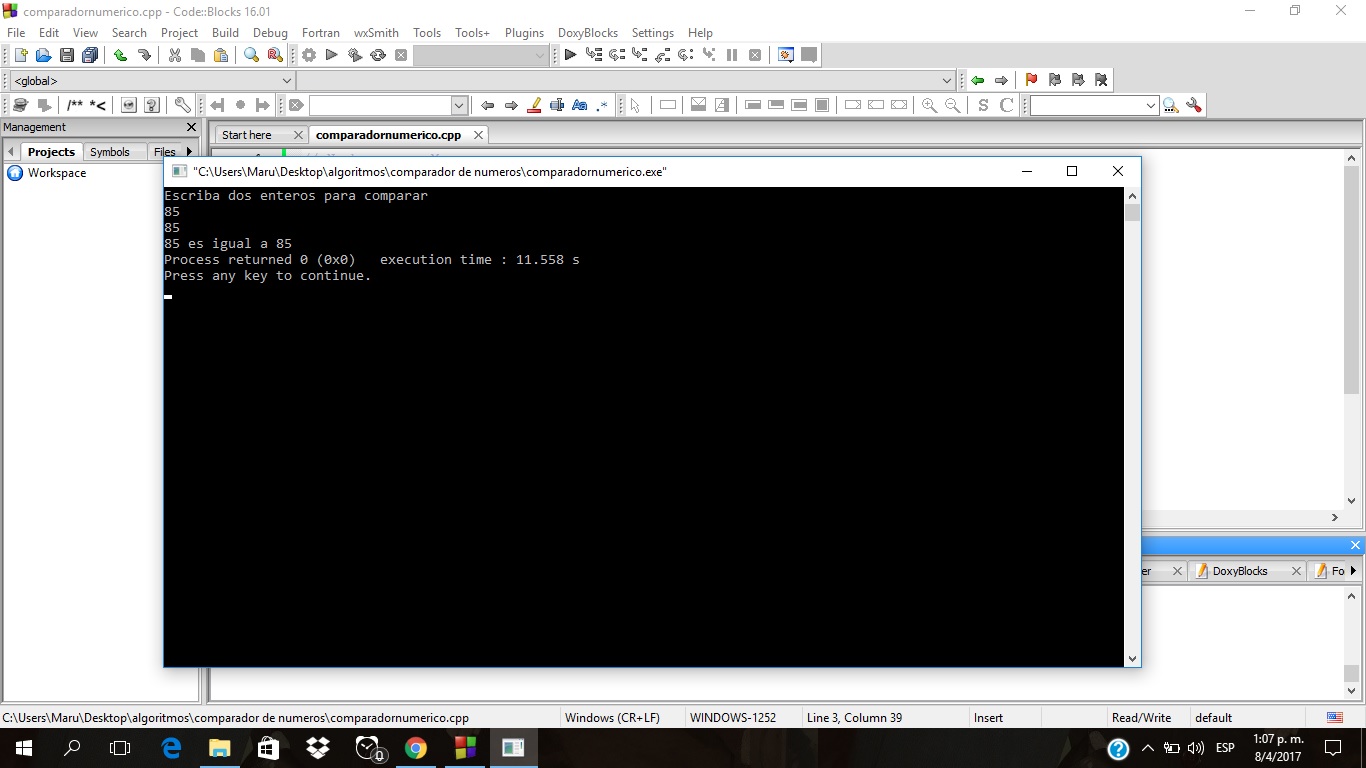 comparadornumerico.cpp - Code::Blocks 16.01
File Edit View Search Project Build Debug Fortran wxSmith Tools Tools+ Plugins DoxyBlocks Settings Help
<global>
/** *<
Management
Start here comparadornumerico.cpp
Projects Symbols Files
Workspace
"C:\Users\Maru\Desktop\algoritmos\comparador de numeros\comparadornumerico.exe"
Escriba dos enteros para comparar
85
85
85 es igual a 85
Process returned 0 (0x0) execution time : 11.558 s
Press any key to continue.
er DoxyBlocks Fo
C:\Users\Maru\Desktop\algoritmos\comparador de numeros\comparadornumerico.cpp Windows (CR+LF) WINDOWS-1252 Line 3, Column 39 Insert Read/Write default
ESP
1:07 p. m.
8/4/2017